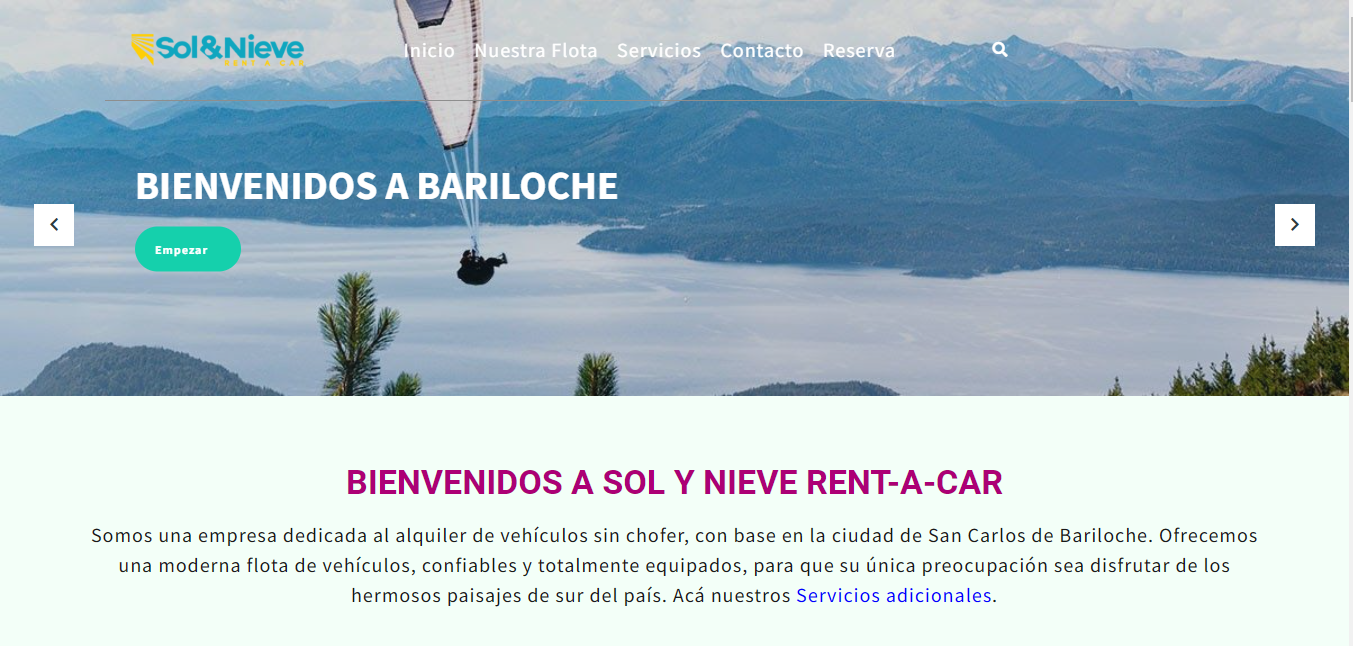 Sol&Nieve
RENT A CAR
Inicio Nuestra Flota Servicios Contacto Reserva
BIENVENIDOS A BARILOCHE
Empezar
BIENVENIDOS A SOL Y NIEVE RENT-A-CAR
Somos una empresa dedicada al alquiler de vehículos sin chofer, con base en la ciudad de San Carlos de Bariloche. Ofrecemos
una moderna flota de vehículos, confiables y totalmente equipados, para que su única preocupación sea disfrutar de los
hermosos paisajes de sur del país. Acá nuestros Servicios adicionales.